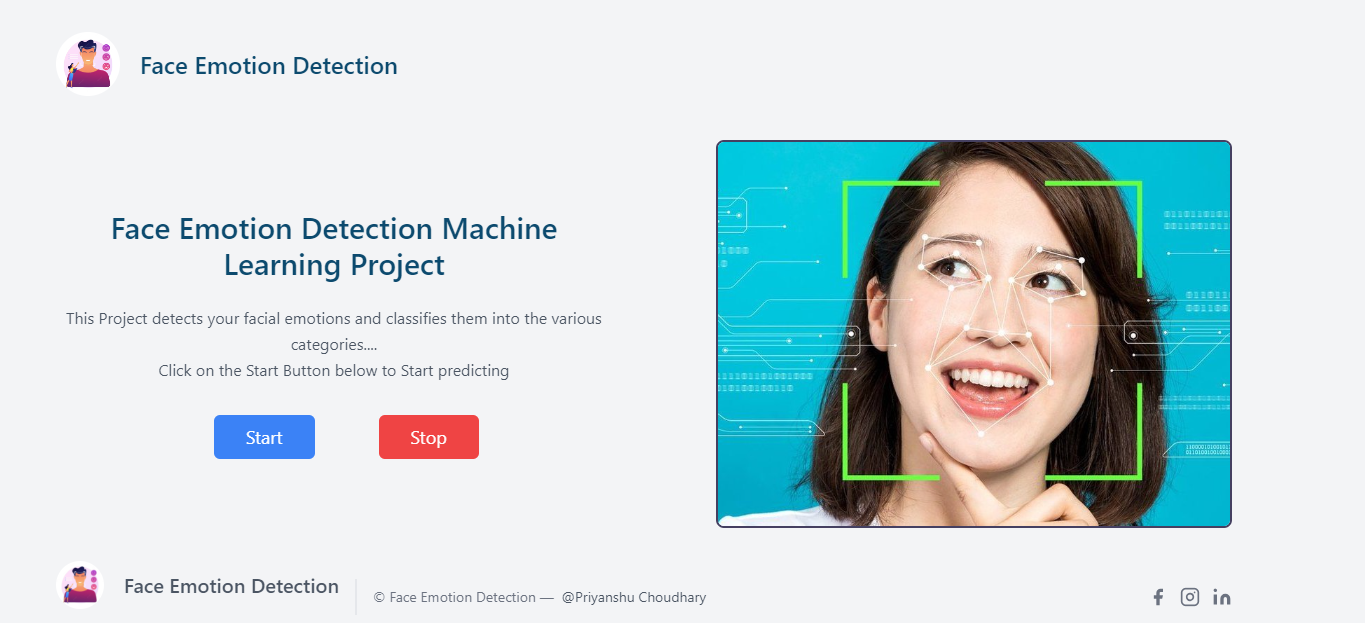 Face Emotion Detection
Face Emotion Detection Machine
Learning Project
This Project detects your facial emotions and classifies them into the various
categories....
Click on the Start Button below to Start predicting
Start
Stop
Face Emotion Detection
© Face Emotion Detection — @Priyanshu Choudhary